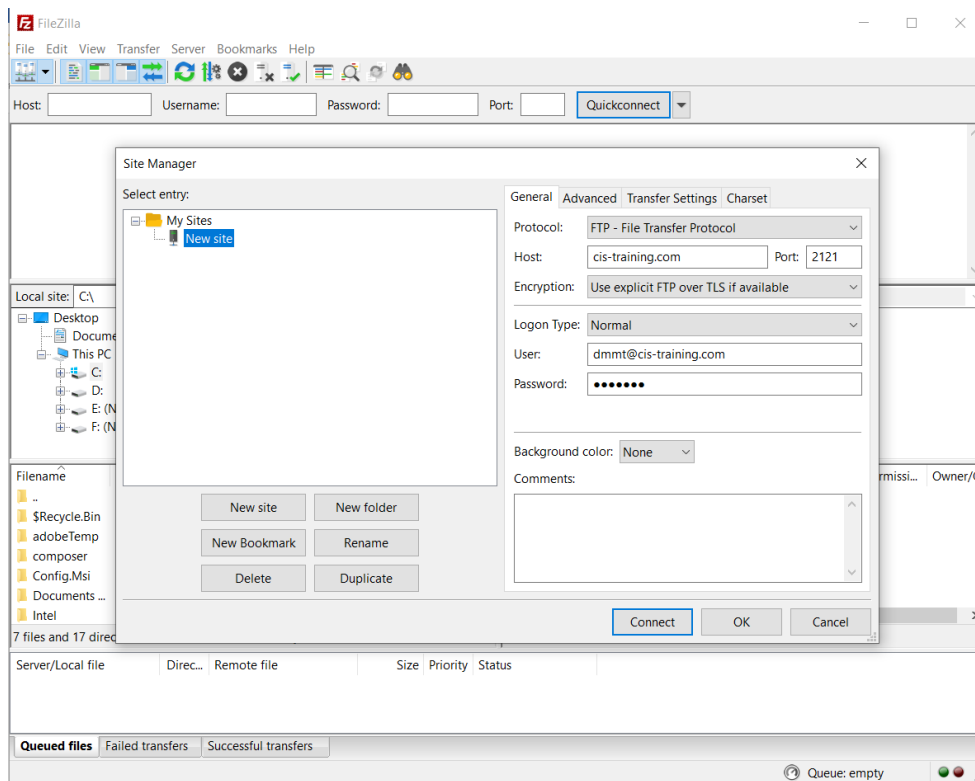 FileZilla
File Edit View Transfer Server Bookmarks Help
Host: Username: Password: Port: Quickconnect
Site Manager
Select entry:
My Sites
New site
General Advanced Transfer Settings Charset
Protocol: FTP - File Transfer Protocol
Host: cis-training.com Port: 2121
Encryption: Use explicit FTP over TLS if available
Logon Type: Normal
User: dmmt@cis-training.com
Password: •••••••
Background color: None
Comments:
New site New folder
New Bookmark Rename
Delete Duplicate
Connect OK Cancel
Local site: C:\
Desktop
Docume
This PC
C:
D:
E: (N
F: (N
Filename
..
$Recycle.Bin
adobeTemp
composer
Config.Msi
Documents ...
Intel
7 files and 17 direc
rmissi... Owner/
Server/Local file Direc... Remote file Size Priority Status
Queued files Failed transfers Successful transfers
Queue: empty